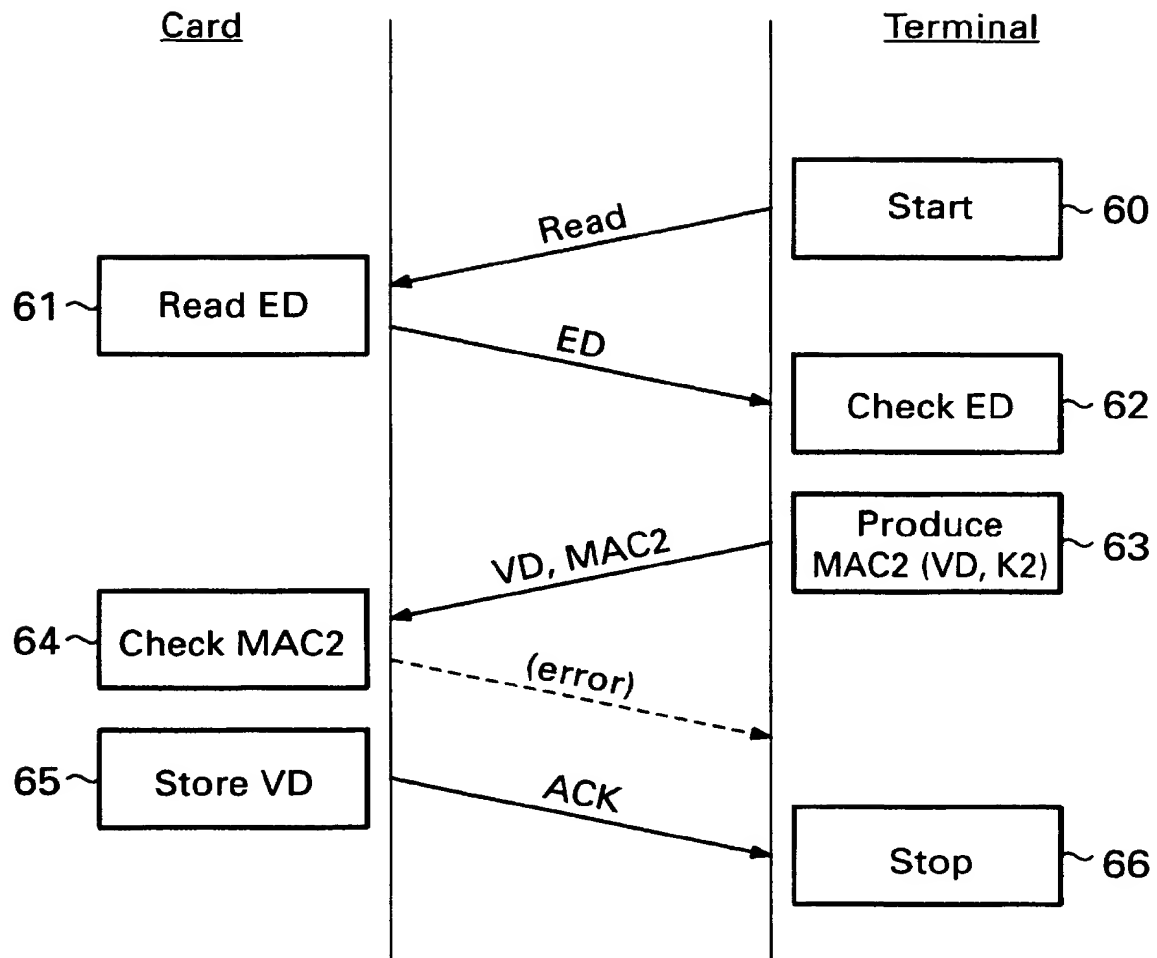 Card
Terminal
Start
60
Read
61
Read ED
ED
Check ED
62
Produce
MAC2 (VD, K2)
63
VD, MAC2
64
Check MAC2
(error)
65
Store VD
ACK
Stop
66